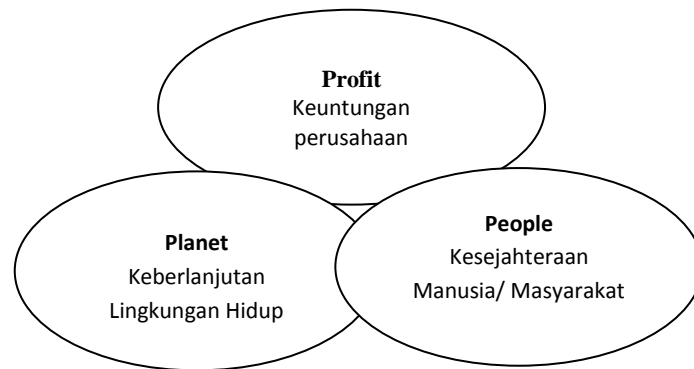 Profit
Keuntungan
perusahaan
Planet
Keberlanjutan
Lingkungan Hidup
People
Kesejahteraan
Manusia/ Masyarakat